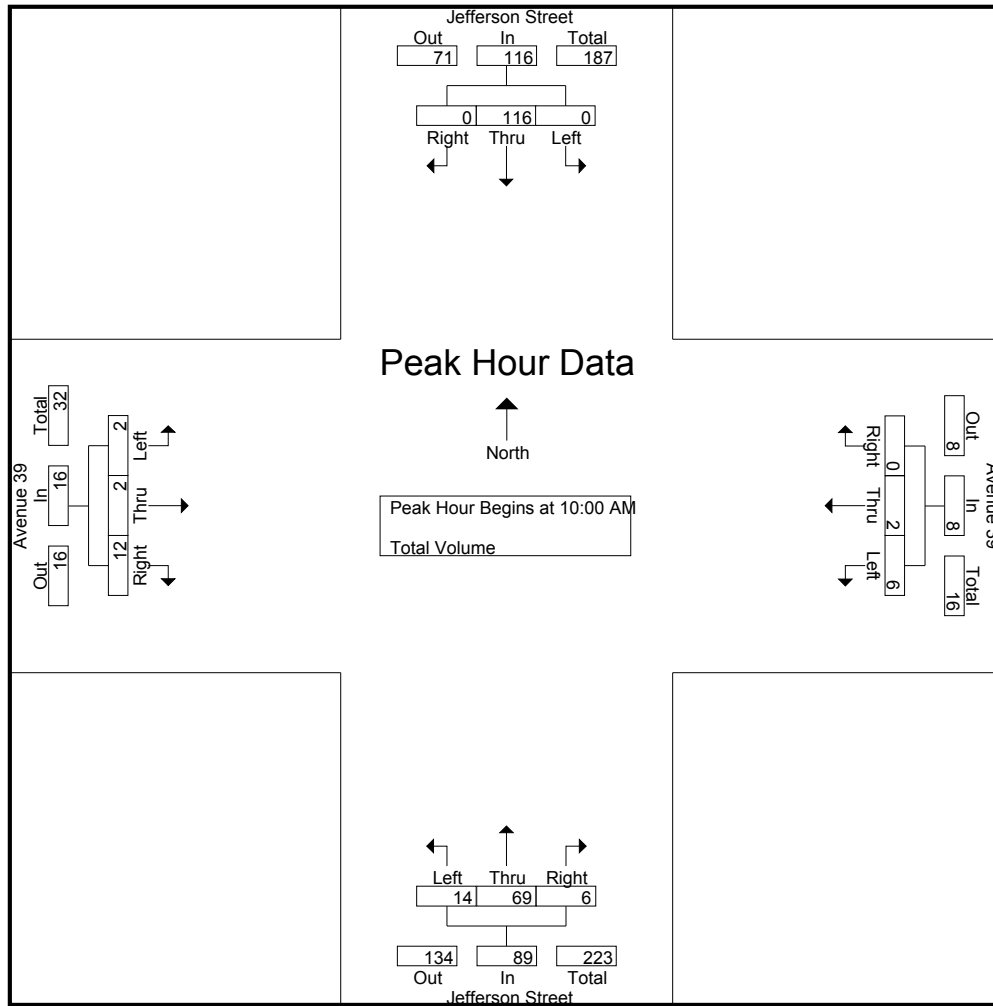 Jefferson Street
Out In Total
71 116 187
0 116 0
Right Thru Left
Peak Hour Data
North
Peak Hour Begins at 10:00 AM
Total Volume
Avenue 39
Total In Out
32 16 16
2 2 12
Left Thru Right
Avenue 39
Out In Total
8 8 16
0 2 6
Right Thru Left
Left Thru Right
14 69 6
134 89 223
Out In Total
Jefferson Street